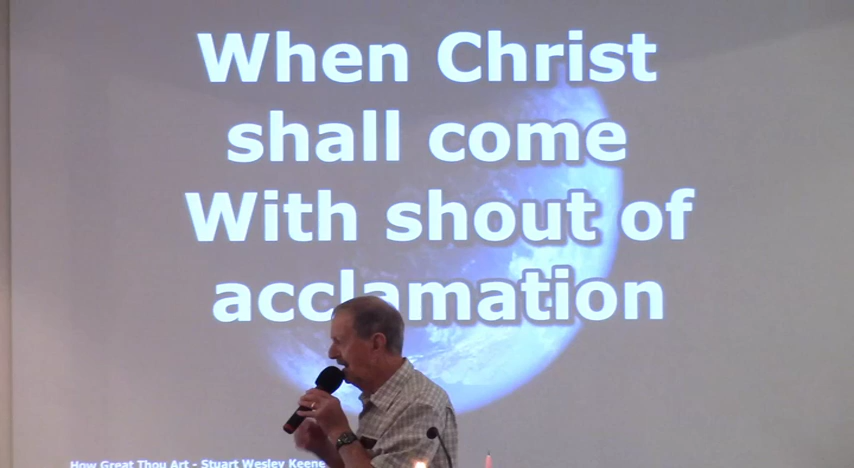 When Christ
shall come
With shout of
acclamation
How Great Thou Art - Stuart Wesley Keene